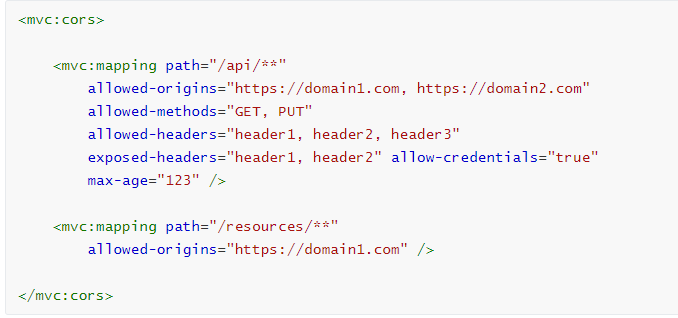 <mvc:cors>
<mvc:mapping path="/api/**"
allowed-origins="https://domain1.com, https://domain2.com"
allowed-methods="GET, PUT"
allowed-headers="header1, header2, header3"
exposed-headers="header1, header2" allow-credentials="true"
max-age="123" />
<mvc:mapping path="/resources/**"
allowed-origins="https://domain1.com" />
</mvc:cors>